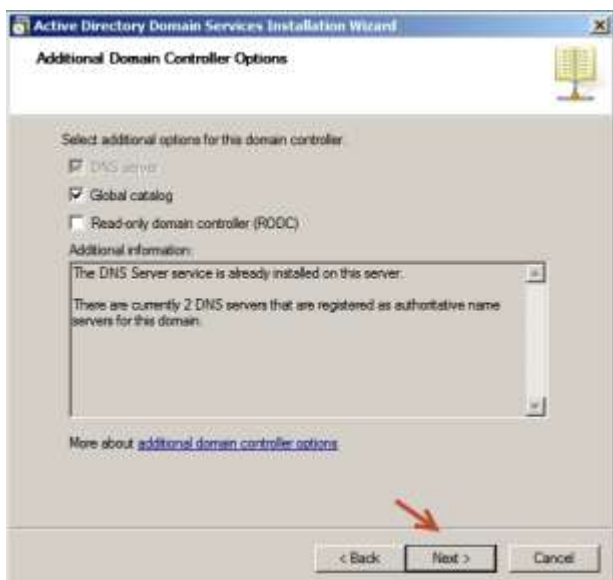 Active Directory Domain Services Installation Wizard
Additional Domain Controller Options
Select additional options for this domain controller.
DNS server
Global catalog
Read-only domain controller (RODC)
Additional information:
The DNS Server service is already installed on this server.
There are currently 2 DNS servers that are registered as authoritative name
servers for this domain.
More about additional domain controller options
< Back Next > Cancel